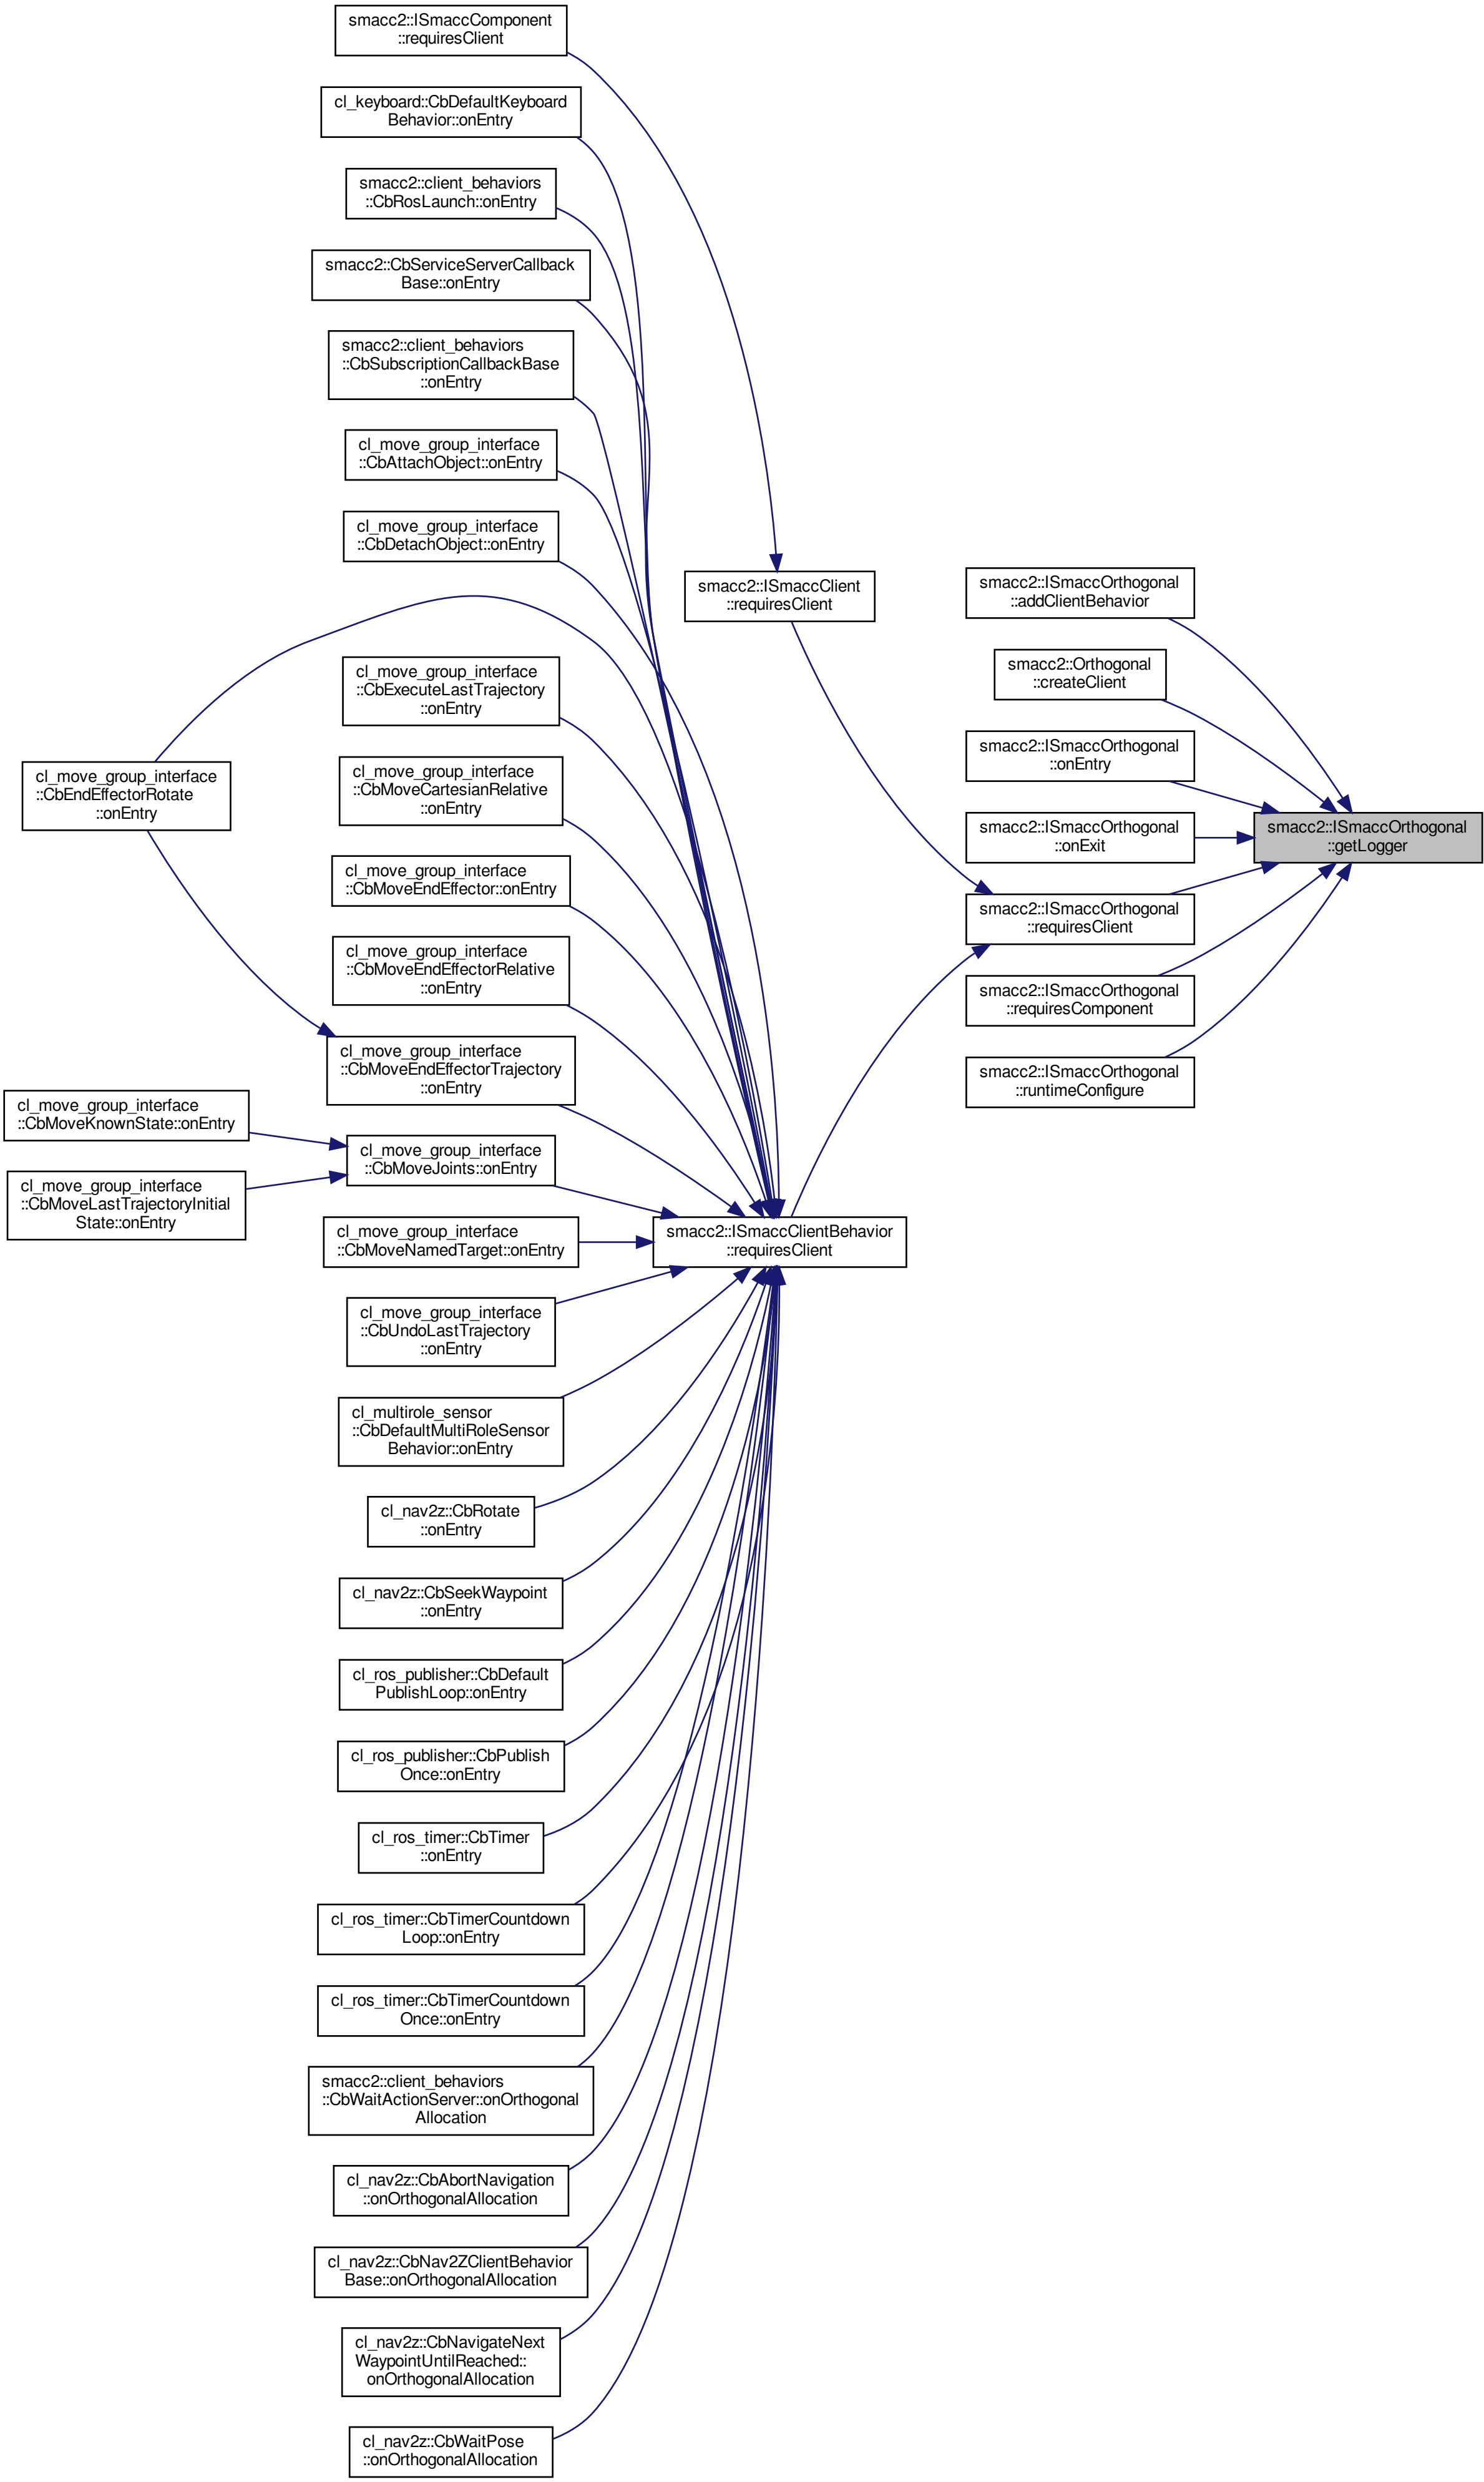 smacc2::ISmaccComponent
::requiresClient
cl_keyboard::CbDefaultKeyboard
Behavior::onEntry
smacc2::client_behaviors
::CbRosLaunch::onEntry
smacc2::CbServiceServerCallback
Base::onEntry
smacc2::client_behaviors
::CbSubscriptionCallbackBase
::onEntry
cl_move_group_interface
::CbAttachObject::onEntry
cl_move_group_interface
::CbDetachObject::onEntry
cl_move_group_interface
::CbExecuteLastTrajectory
::onEntry
cl_move_group_interface
::CbMoveCartesianRelative
::onEntry
cl_move_group_interface
::CbEndEffectorRotate
::onEntry
cl_move_group_interface
::CbMoveEndEffector::onEntry
cl_move_group_interface
::CbMoveEndEffectorRelative
::onEntry
cl_move_group_interface
::CbMoveEndEffectorTrajectory
::onEntry
cl_move_group_interface
::CbMoveKnownState::onEntry
cl_move_group_interface
::CbMoveJoints::onEntry
cl_move_group_interface
::CbMoveLastTrajectoryInitial
State::onEntry
cl_move_group_interface
::CbMoveNamedTarget::onEntry
cl_move_group_interface
::CbUndoLastTrajectory
::onEntry
cl_multirole_sensor
::CbDefaultMultiRoleSensor
Behavior::onEntry
cl_nav2z::CbRotate
::onEntry
cl_nav2z::CbSeekWaypoint
::onEntry
cl_ros_publisher::CbDefault
PublishLoop::onEntry
cl_ros_publisher::CbPublish
Once::onEntry
cl_ros_timer::CbTimer
::onEntry
cl_ros_timer::CbTimerCountdown
Loop::onEntry
cl_ros_timer::CbTimerCountdown
Once::onEntry
smacc2::client_behaviors
::CbWaitActionServer::onOrthogonal
Allocation
cl_nav2z::CbAbortNavigation
::onOrthogonalAllocation
cl_nav2z::CbNav2ZClientBehavior
Base::onOrthogonalAllocation
cl_nav2z::CbNavigateNext
WaypointUntilReached::
onOrthogonalAllocation
cl_nav2z::CbWaitPose
::onOrthogonalAllocation
smacc2::ISmaccClient
::requiresClient
smacc2::ISmaccClientBehavior
::requiresClient
smacc2::ISmaccOrthogonal
::addClientBehavior
smacc2::Orthogonal
::createClient
smacc2::ISmaccOrthogonal
::onEntry
smacc2::ISmaccOrthogonal
::onExit
smacc2::ISmaccOrthogonal
::requiresClient
smacc2::ISmaccOrthogonal
::requiresComponent
smacc2::ISmaccOrthogonal
::runtimeConfigure
smacc2::ISmaccOrthogonal
::getLogger